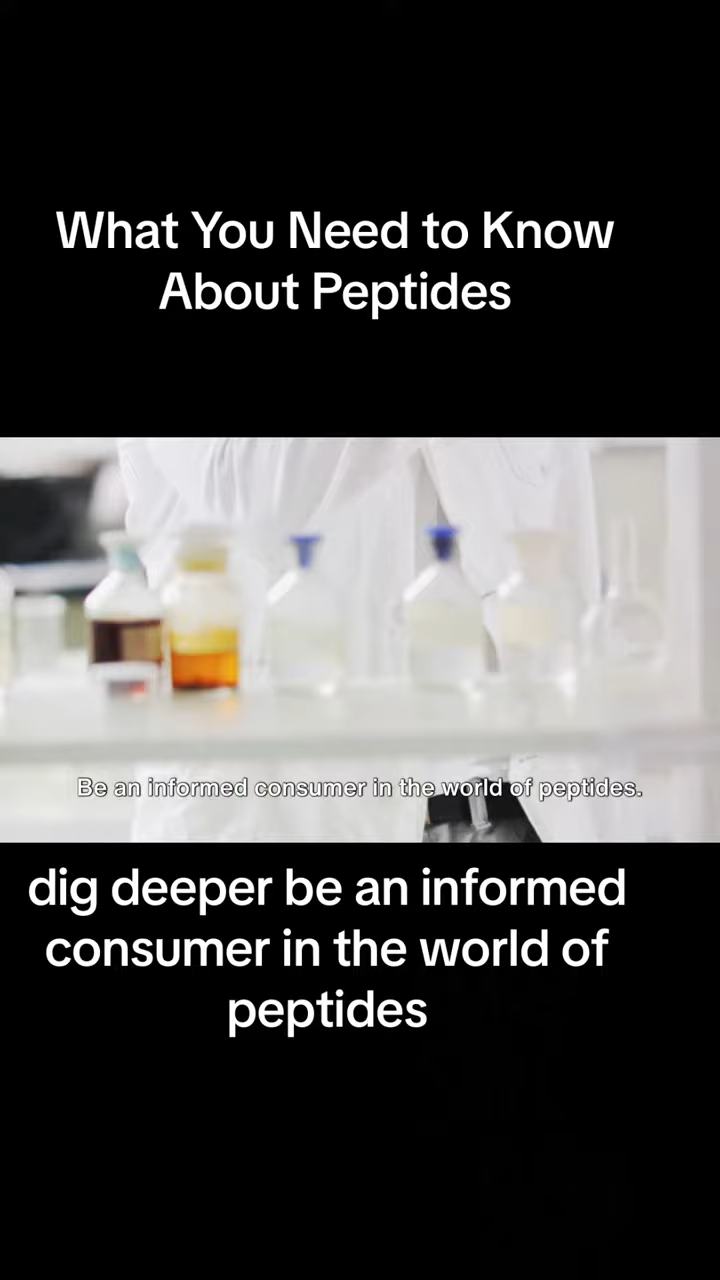 What You Need to Know
About Peptides
Be an informed consumer in the world of peptides.
dig deeper be an informed
consumer in the world of
peptides